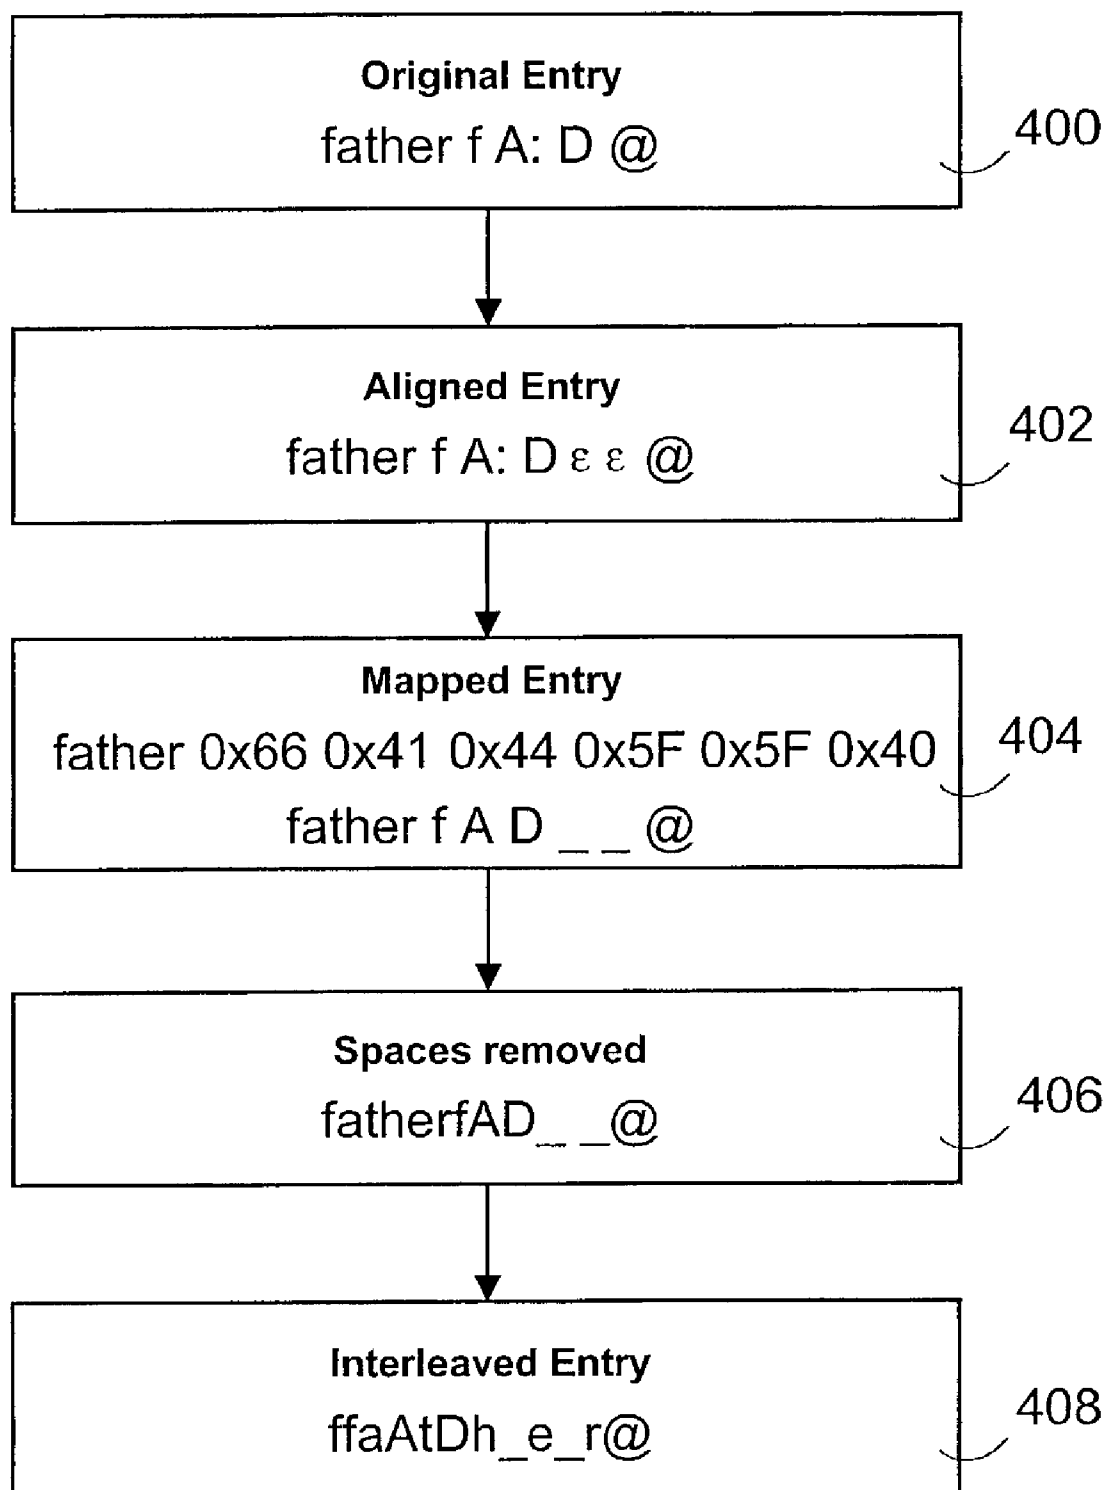 Original Entry
father f A: D @
400
Aligned Entry
father f A: D ε ε @
402
Mapped Entry
father 0x66 0x41 0x44 0x5F 0x5F 0x40
father f A D _ _ @
404
Spaces removed
fatherfAD_ _@
406
Interleaved Entry
ffaAtDh_e_r@
408